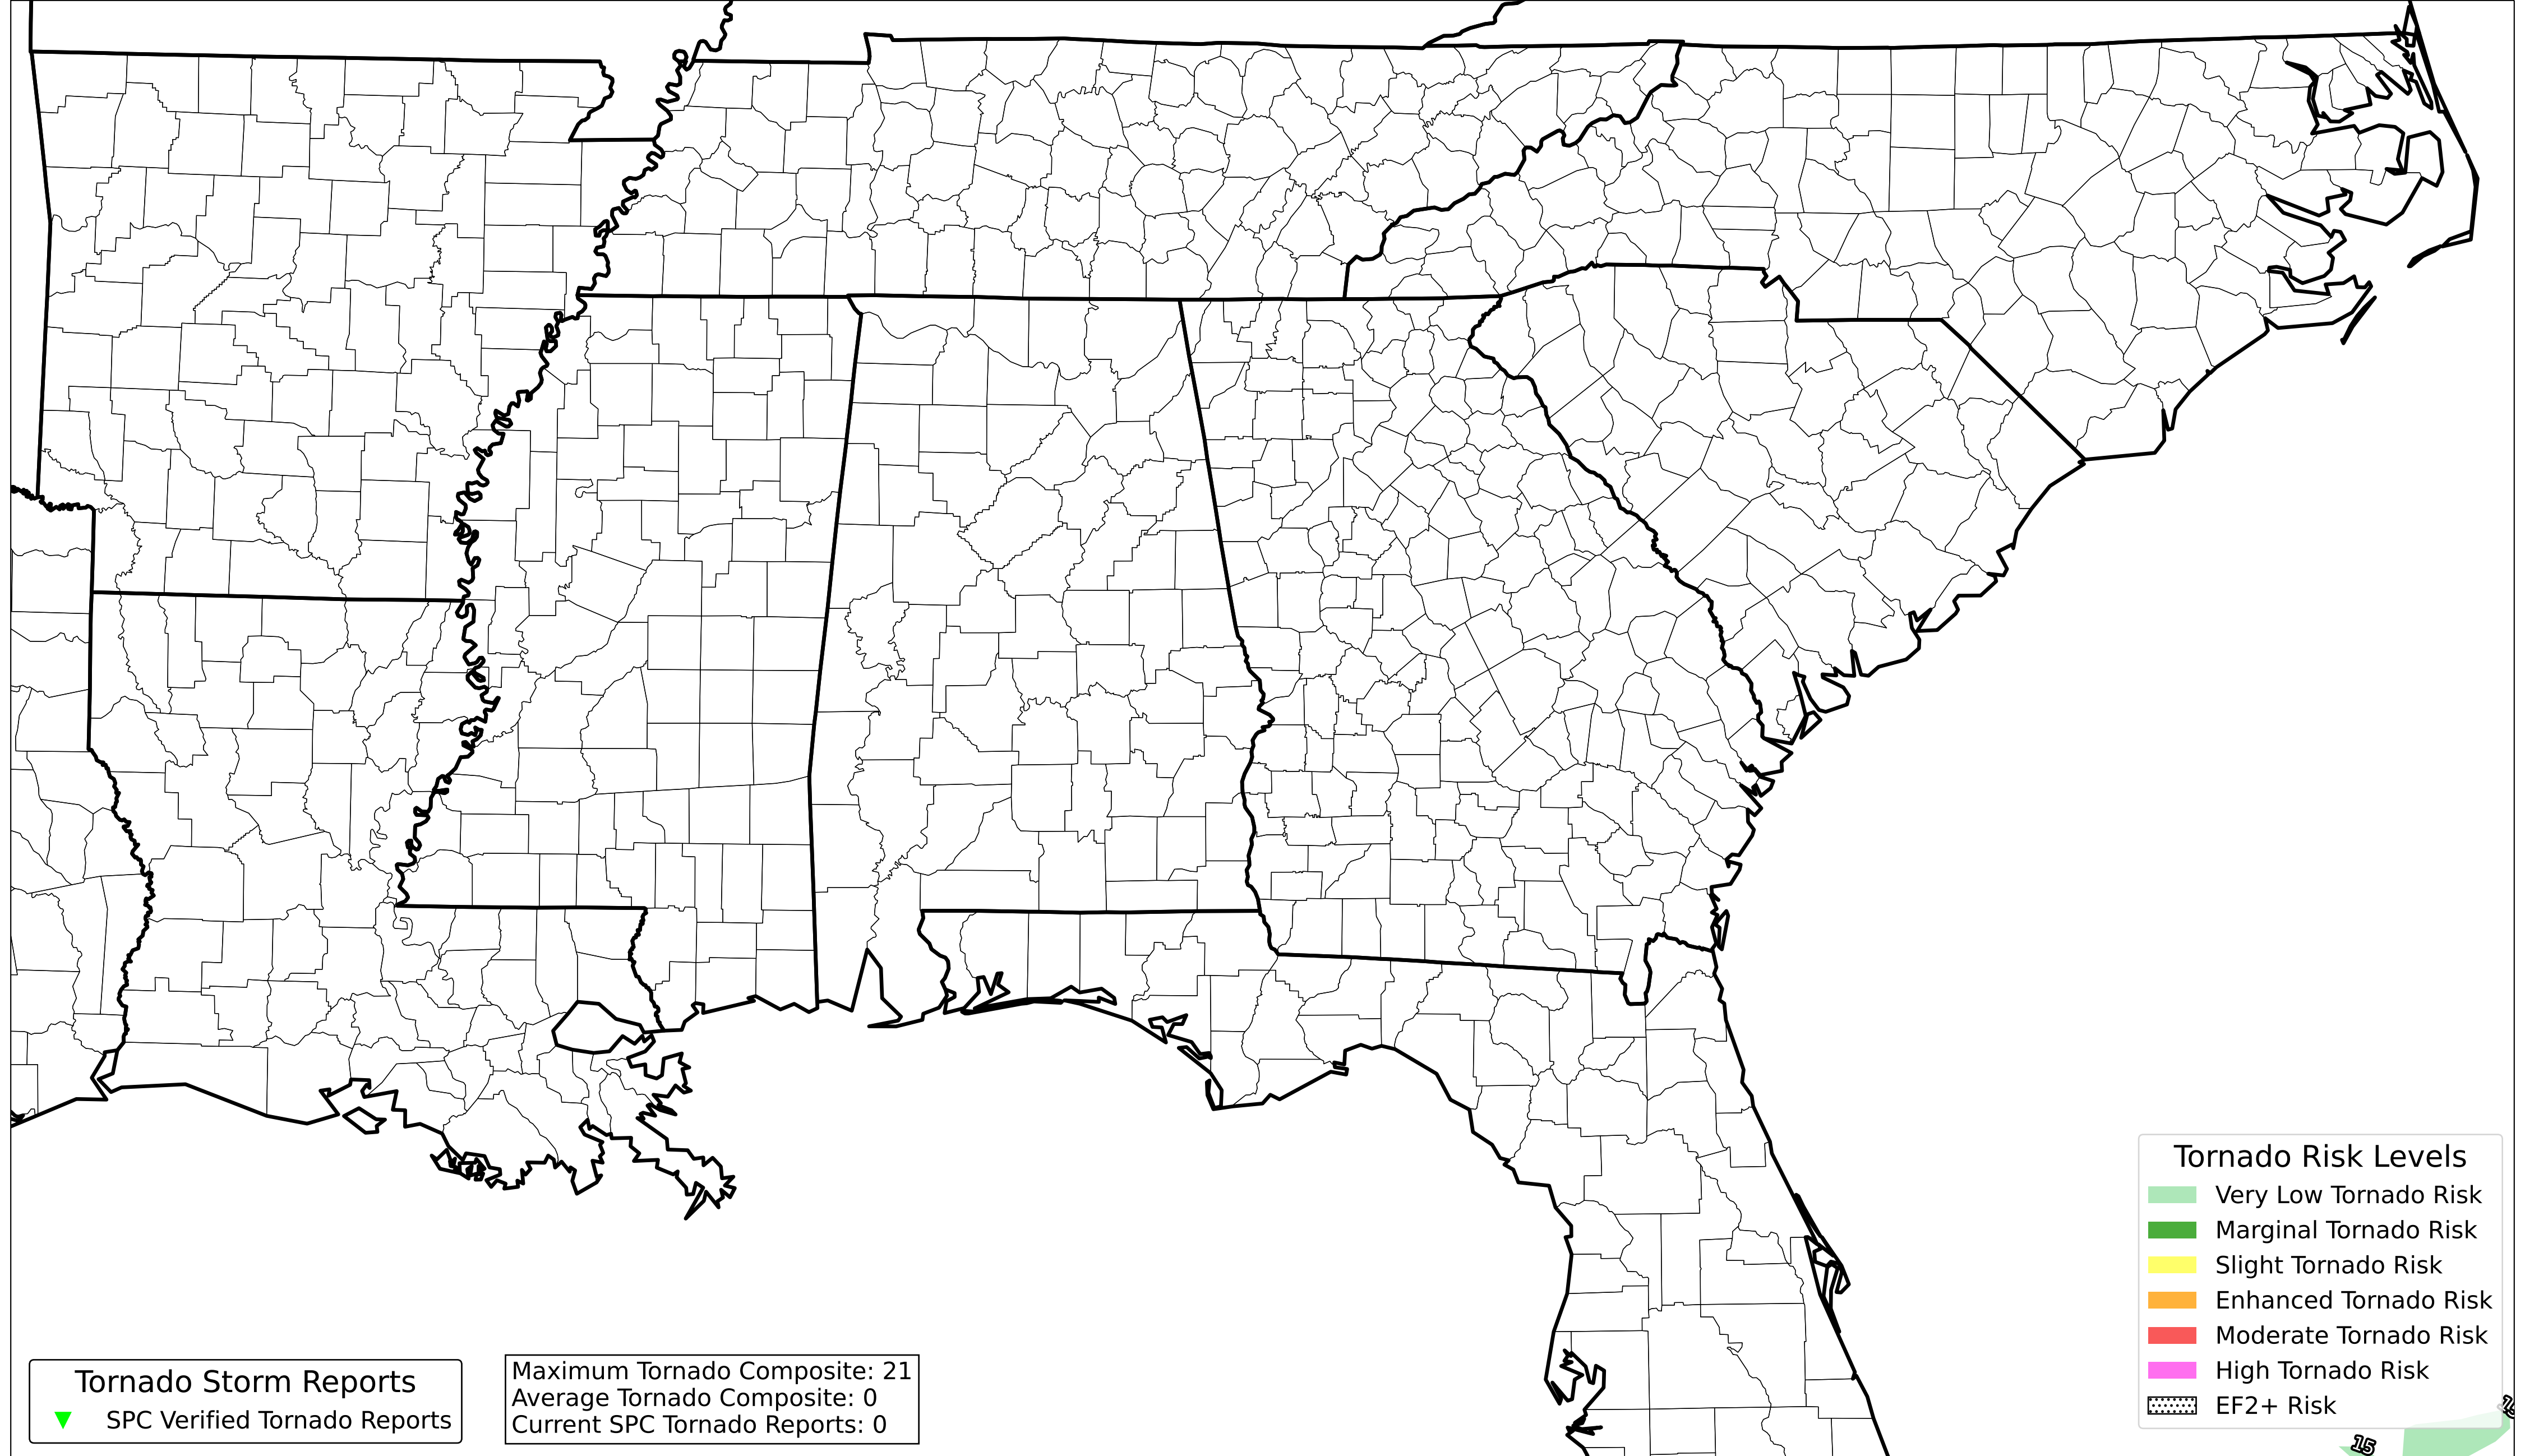 Tornado Risk Levels
Very Low Tornado Risk
Marginal Tornado Risk
Slight Tornado Risk
Enhanced Tornado Risk
Moderate Tornado Risk
High Tornado Risk
EF2+ Risk
Tornado Storm Reports
SPC Verified Tornado Reports
Maximum Tornado Composite: 21
Average Tornado Composite: 0
Current SPC Tornado Reports: 0
15